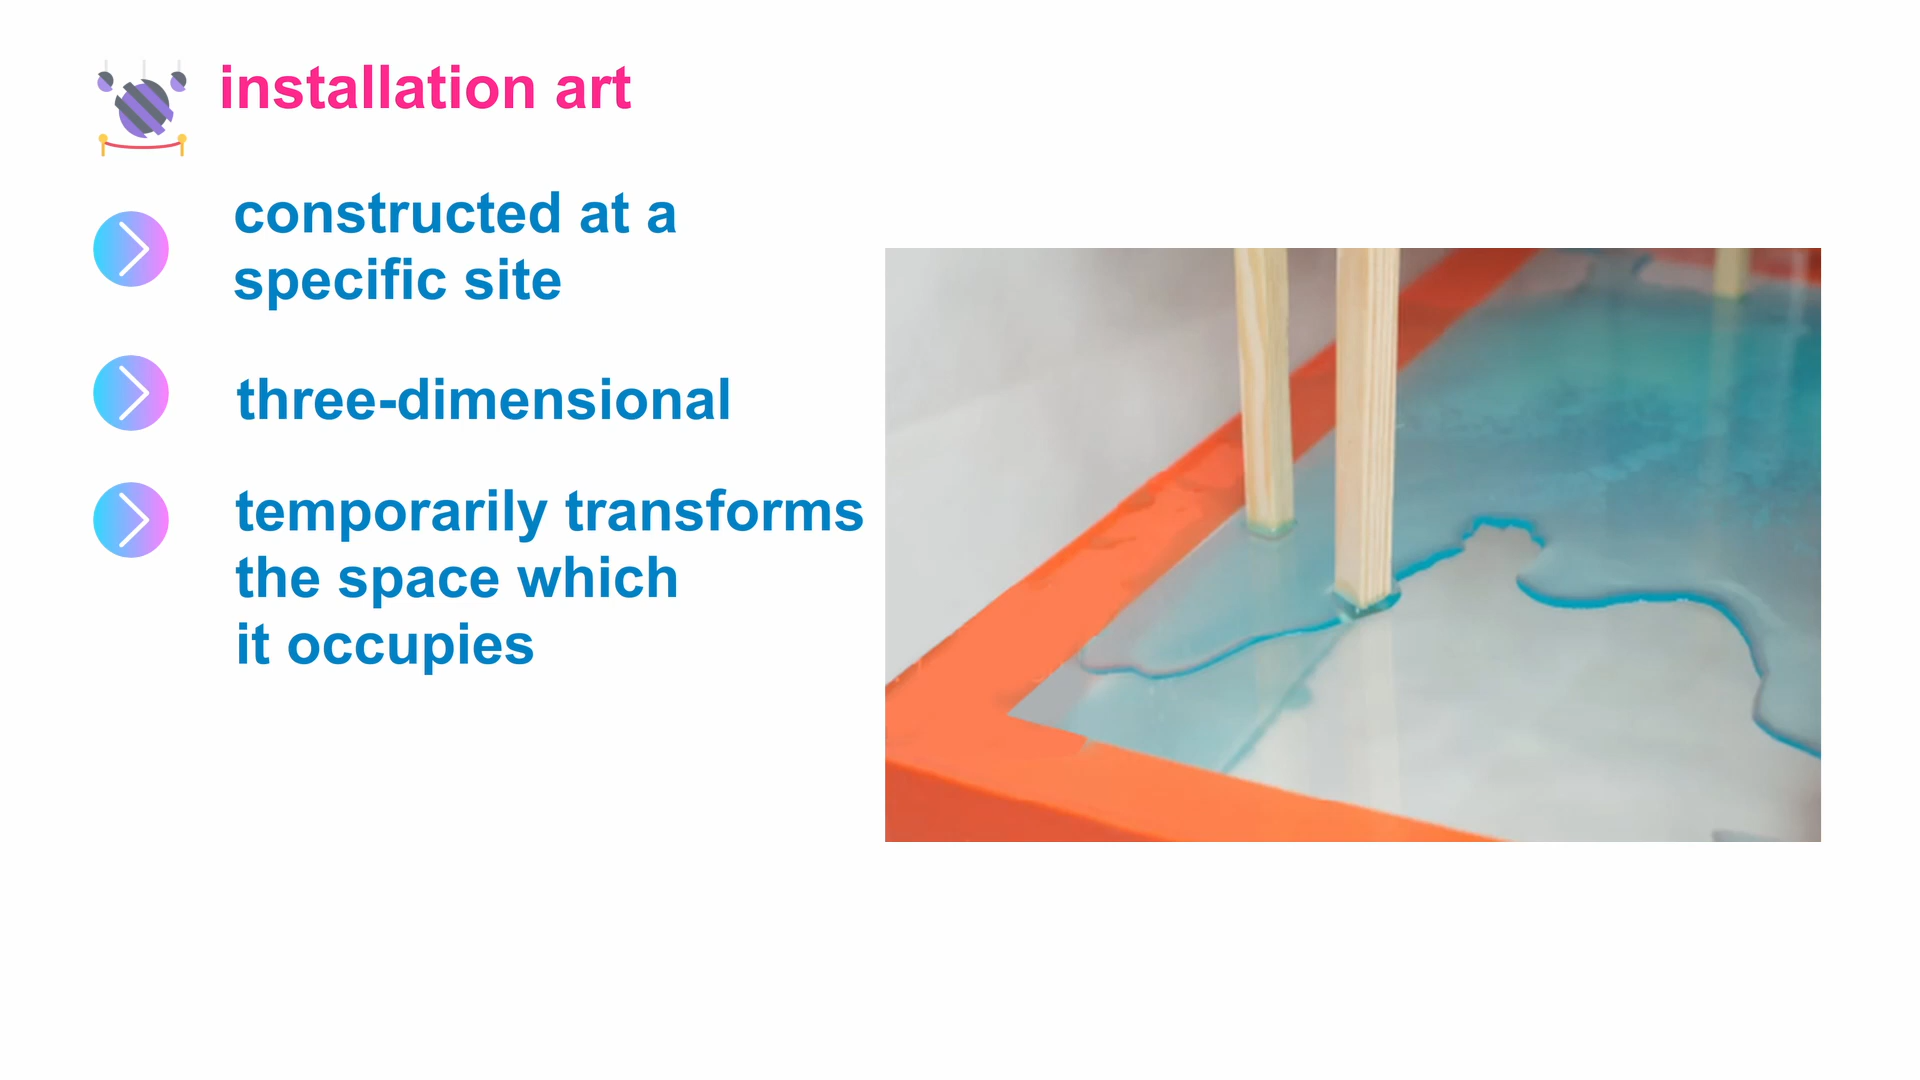 installation art
constructed at a
specific site
three-dimensional
temporarily transforms
the space which
it occupies